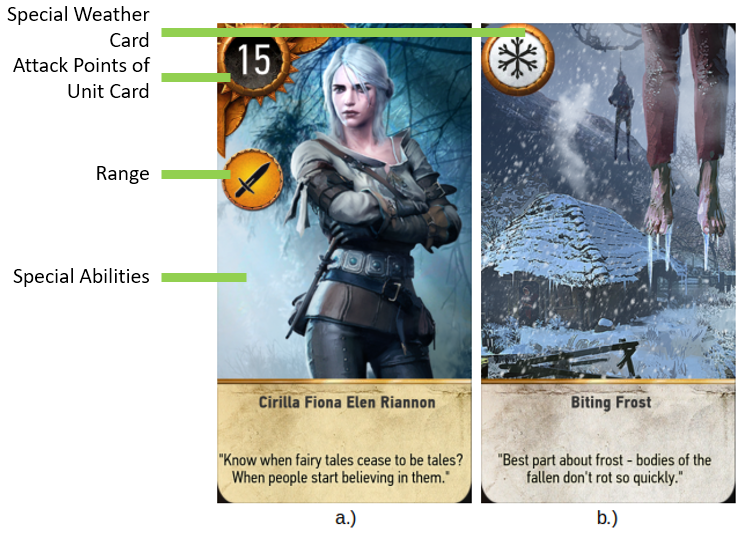 Special Weather
Card
Attack Points of
Unit Card
Range
Special Abilities
15
Cirilla Fiona Elen Riannon
"Know when fairy tales cease to be tales?
When people start believing in them."
a.)
Biting Frost
"Best part about frost - bodies of the
fallen don't rot so quickly."
b.)